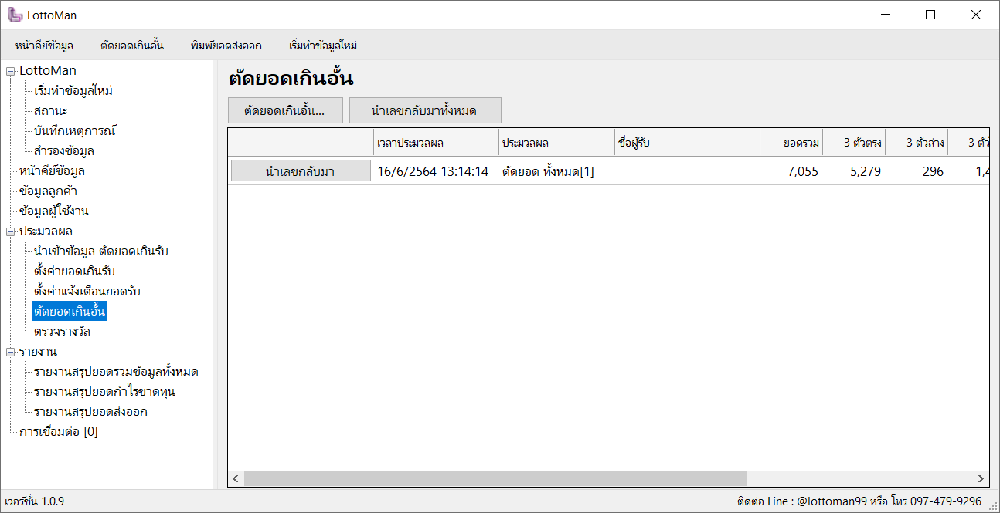 LottoMan
หน้าคีย์ข้อมูล ตัดยอดเกินอั้น พิมพ์ยอดส่งออก เริ่มทำข้อมูลใหม่
LottoMan
เริ่มทำข้อมูลใหม่
สถานะ
บันทึกเหตุการณ์
สำรองข้อมูล
หน้าคีย์ข้อมูล
ข้อมูลลูกค้า
ข้อมูลผู้ใช้งาน
ประมวลผล
นำเข้าข้อมูล ตัดยอดเกินรับ
ตั้งค่ายอดเกินรับ
ตั้งค่าแจ้งเตือนยอดรับ
ตัดยอดเกินอั้น
ตรวจรางวัล
รายงาน
รายงานสรุปยอดรวมข้อมูลทั้งหมด
รายงานสรุปยอดกำไรขาดทุน
รายงานสรุปยอดส่งออก
การเชื่อมต่อ [0]
ตัดยอดเกินอั้น
ตัดยอดเกินอั้น... นำเลขกลับมาทั้งหมด
เวลาประมวลผล ประมวลผล ชื่อผู้รับ ยอดรวม 3 ตัวตรง 3 ตัวล่าง 3 ตัว
นำเลขกลับมา 16/6/2564 13:14:14 ตัดยอด ทั้งหมด[1] 7,055 5,279 296 1,4
เวอร์ชั่น 1.0.9 ติดต่อ Line : @lottoman99 หรือ โทร 097-479-9296